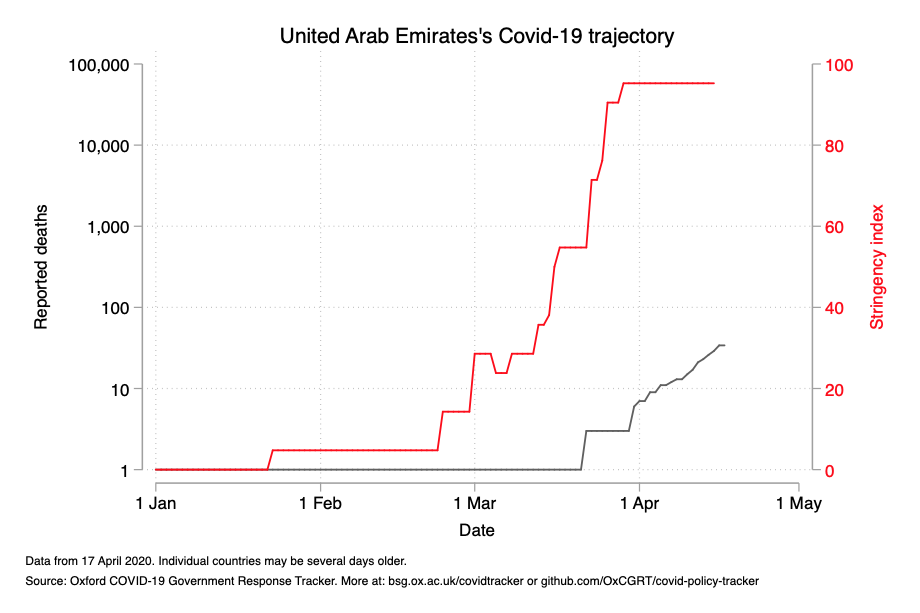 United Arab Emirates's Covid-19 trajectory
100,000
10,000
1,000
100
10
1
Reported deaths
100
80
60
40
20
0
Stringency index
1 Jan
1 Feb
1 Mar
1 Apr
1 May
Date
Data from 17 April 2020. Individual countries may be several days older.
Source: Oxford COVID-19 Government Response Tracker. More at: bsg.ox.ac.uk/covidtracker or github.com/OxCGRT/covid-policy-tracker